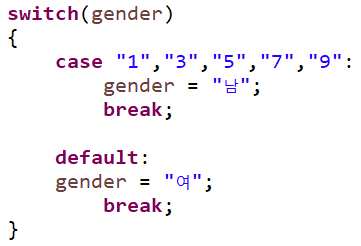 switch(gender)
{
    case "1","3","5","7","9":
        gender = "남";
        break;

    default:
    gender = "여";
        break;
}